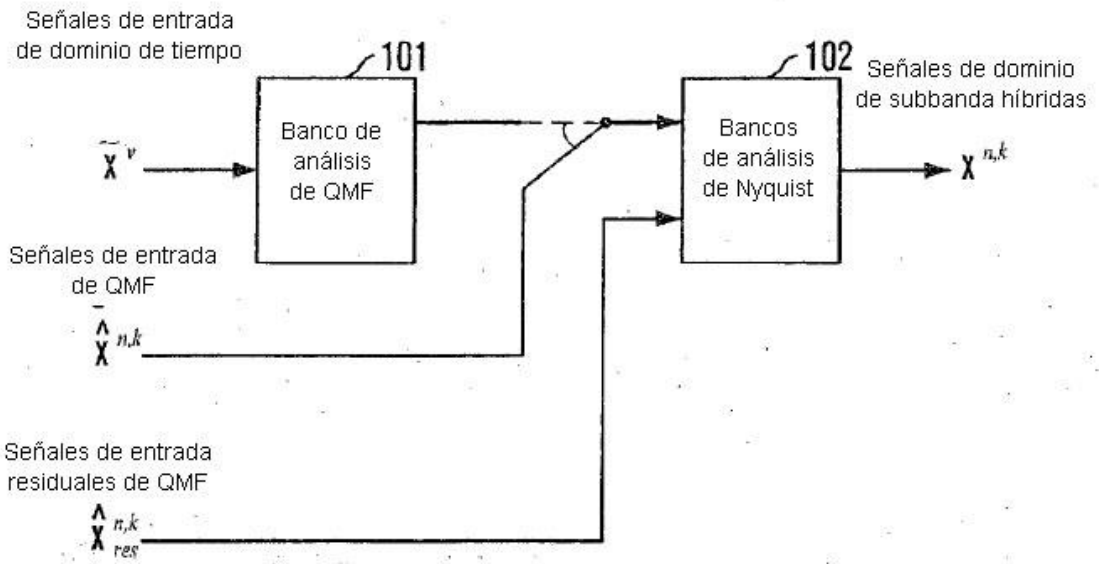 Señales de entrada
de dominio de tiempo
101
102
Señales de dominio
de subbanda híbridas
Banco de
análisis
de QMF
Bancos
de análisis
de Nyquist
x̃ ᵛ
X ⁿ,ᵏ
Señales de entrada
de QMF
x̂ ⁿ,ᵏ
Señales de entrada
residuales de QMF
x̂ n,k
res